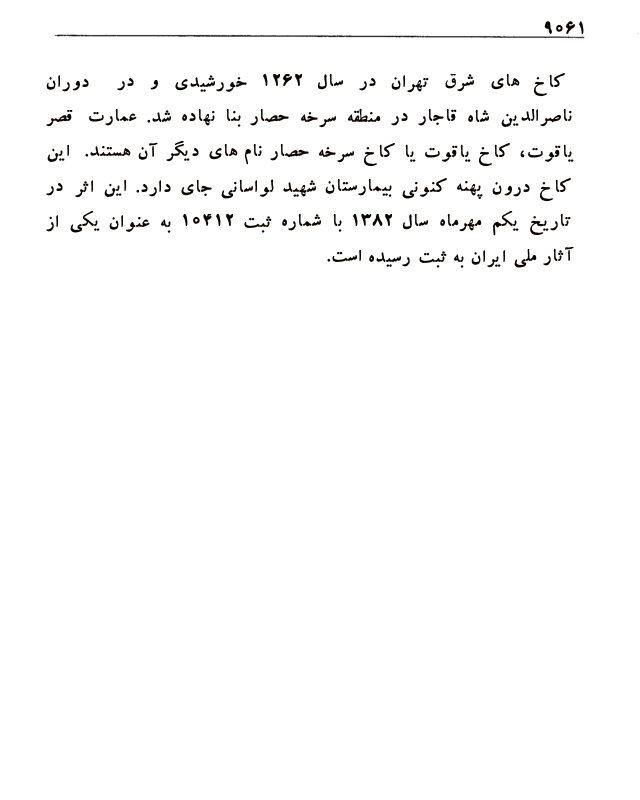 ۹۰۶۱
کاخ های شرق تهران در سال ۱۲۶۲ خورشیدی و در دوران
ناصرالدین شاه قاجار در منطقه سرخه حصار بنا نهاده شد. عمارت قصر
یاقوت، کاخ یاقوت یا کاخ سرخه حصار نام های دیگر آن هستند. این
کاخ درون پهنه کنونی بیمارستان شهید لواسانی جای دارد. این اثر در
تاریخ یکم مهرماه سال ۱۳۸۲ با شماره ثبت ۱۰۴۱۲ به عنوان یکی از
آثار ملی ایران به ثبت رسیده است.